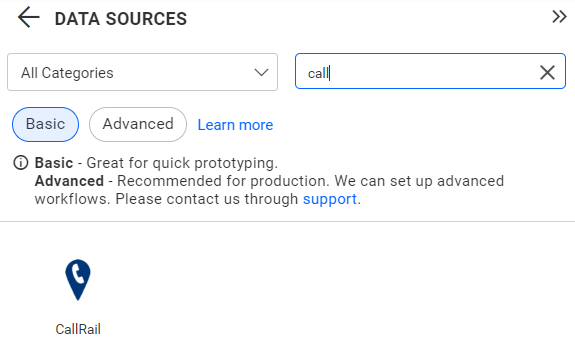 DATA SOURCES
All Categories
call
Basic
Advanced
Learn more
Basic - Great for quick prototyping.
Advanced - Recommended for production. We can set up advanced
workflows. Please contact us through support.
CallRail